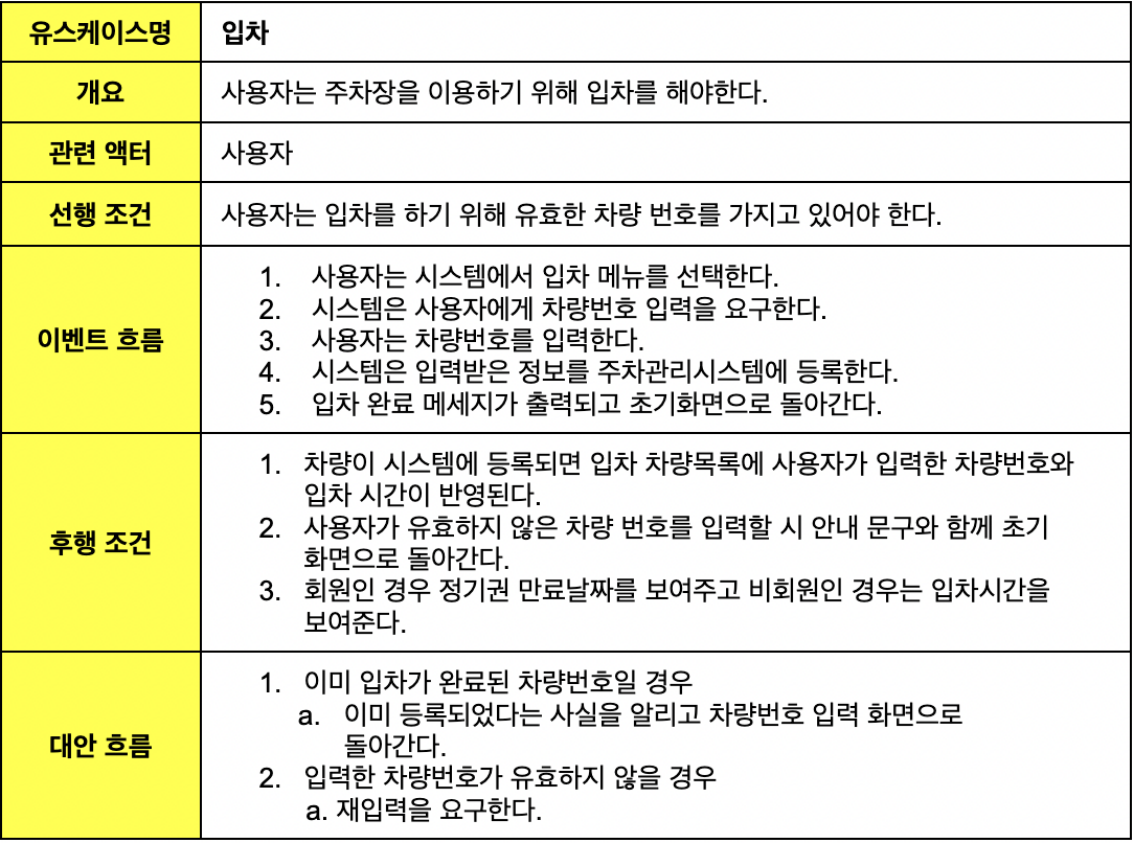 유스케이스명 입차
개요 사용자는 주차장을 이용하기 위해 입차를 해야한다.
관련 액터 사용자
선행 조건 사용자는 입차를 하기 위해 유효한 차량 번호를 가지고 있어야 한다.
이벤트 흐름
1. 사용자는 시스템에서 입차 메뉴를 선택한다.
2. 시스템은 사용자에게 차량번호 입력을 요구한다.
3. 사용자는 차량번호를 입력한다.
4. 시스템은 입력받은 정보를 주차관리시스템에 등록한다.
5. 입차 완료 메세지가 출력되고 초기화면으로 돌아간다.
후행 조건
1. 차량이 시스템에 등록되면 입차 차량목록에 사용자가 입력한 차량번호와
입차 시간이 반영된다.
2. 사용자가 유효하지 않은 차량 번호를 입력할 시 안내 문구와 함께 초기
화면으로 돌아간다.
3. 회원인 경우 정기권 만료날짜를 보여주고 비회원인 경우는 입차시간을
보여준다.
대안 흐름
1. 이미 입차가 완료된 차량번호일 경우
a. 이미 등록되었다는 사실을 알리고 차량번호 입력 화면으로
돌아간다.
2. 입력한 차량번호가 유효하지 않을 경우
a. 재입력을 요구한다.